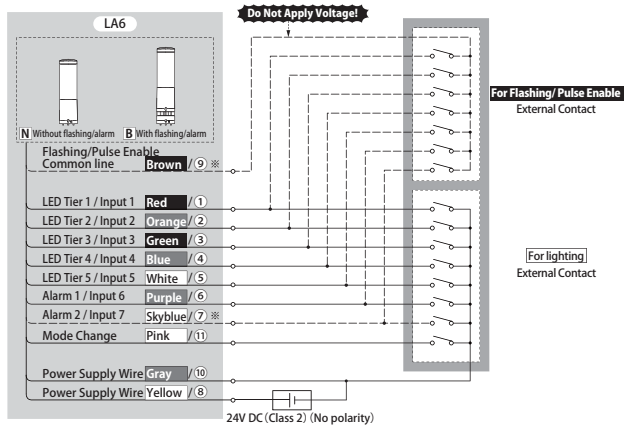 Do Not Apply Voltage!
LA6
N Without flashing/alarm B With flashing/alarm
For Flashing/ Pulse Enable
External Contact
Flashing/Pulse Enable
Common line Brown / ⑨ ※
LED Tier 1 / Input 1 Red / ①
LED Tier 2 / Input 2 Orange / ②
LED Tier 3 / Input 3 Green / ③
LED Tier 4 / Input 4 Blue / ④
LED Tier 5 / Input 5 White / ⑤
Alarm 1 / Input 6 Purple / ⑥
Alarm 2 / Input 7 Skyblue / ⑦ ※
Mode Change Pink / ⑪
For lighting
External Contact
Power Supply Wire Gray / ⑩
Power Supply Wire Yellow / ⑧
24V DC (Class 2) (No polarity)